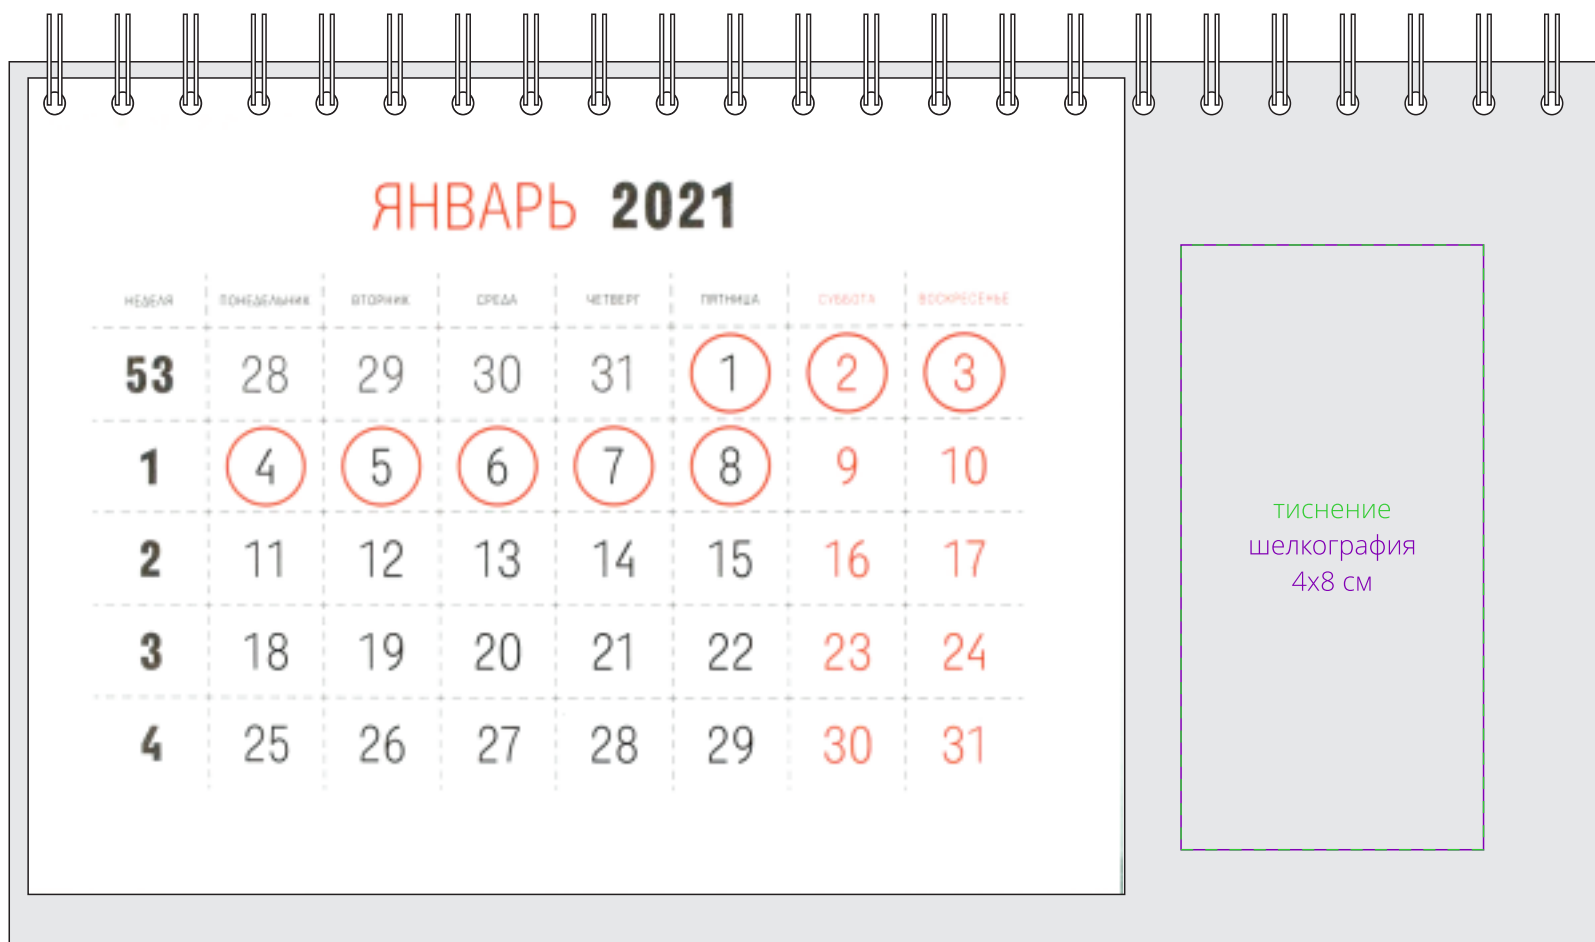 ЯНВАРЬ 2021
НЕДЕЛЯ ПОНЕДЕЛЬНИК ВТОРНИК СРЕДА ЧЕТВЕРГ ПЯТНИЦА СУББОТА ВОСКРЕСЕНЬЕ
53 28 29 30 31 1 2 3
1 4 5 6 7 8 9 10
2 11 12 13 14 15 16 17
3 18 19 20 21 22 23 24
4 25 26 27 28 29 30 31
тиснение
шелкография
4х8 см